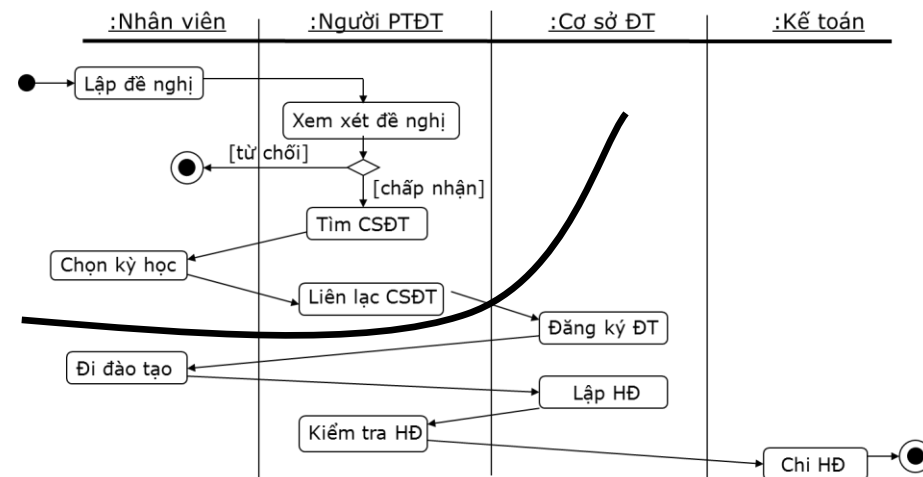 :Nhân viên :Người PTĐT :Cơ sở ĐT :Kế toán
Lập đề nghị
Xem xét đề nghị
[từ chối]
[chấp nhận]
Tìm CSĐT
Chọn kỳ học
Liên lạc CSĐT
Đăng ký ĐT
Đi đào tạo
Lập HĐ
Kiểm tra HĐ
Chi HĐ